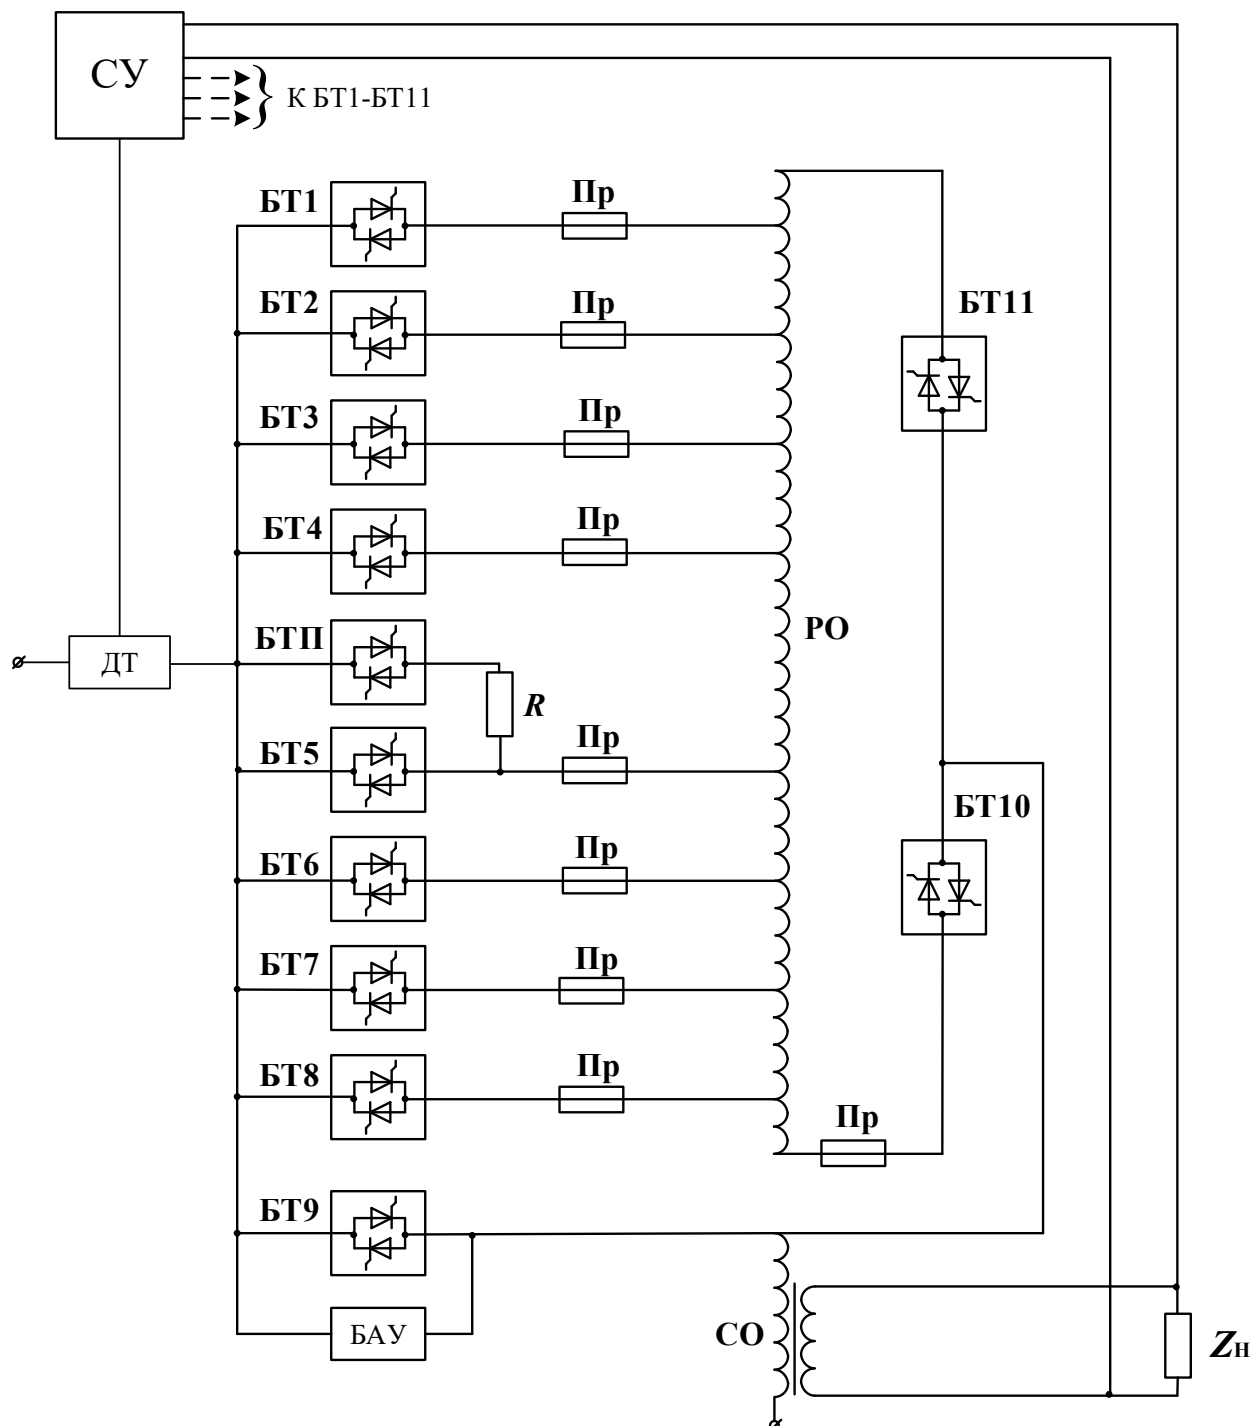 СУ
К БТ1-БТ11
БТ1
Пр
БТ2
Пр
БТ11
БТ3
Пр
БТ4
Пр
РО
БТП
ДТ
R
БТ5
Пр
БТ10
БТ6
Пр
БТ7
Пр
БТ8
Пр
Пр
БТ9
БАУ
СО
Zн